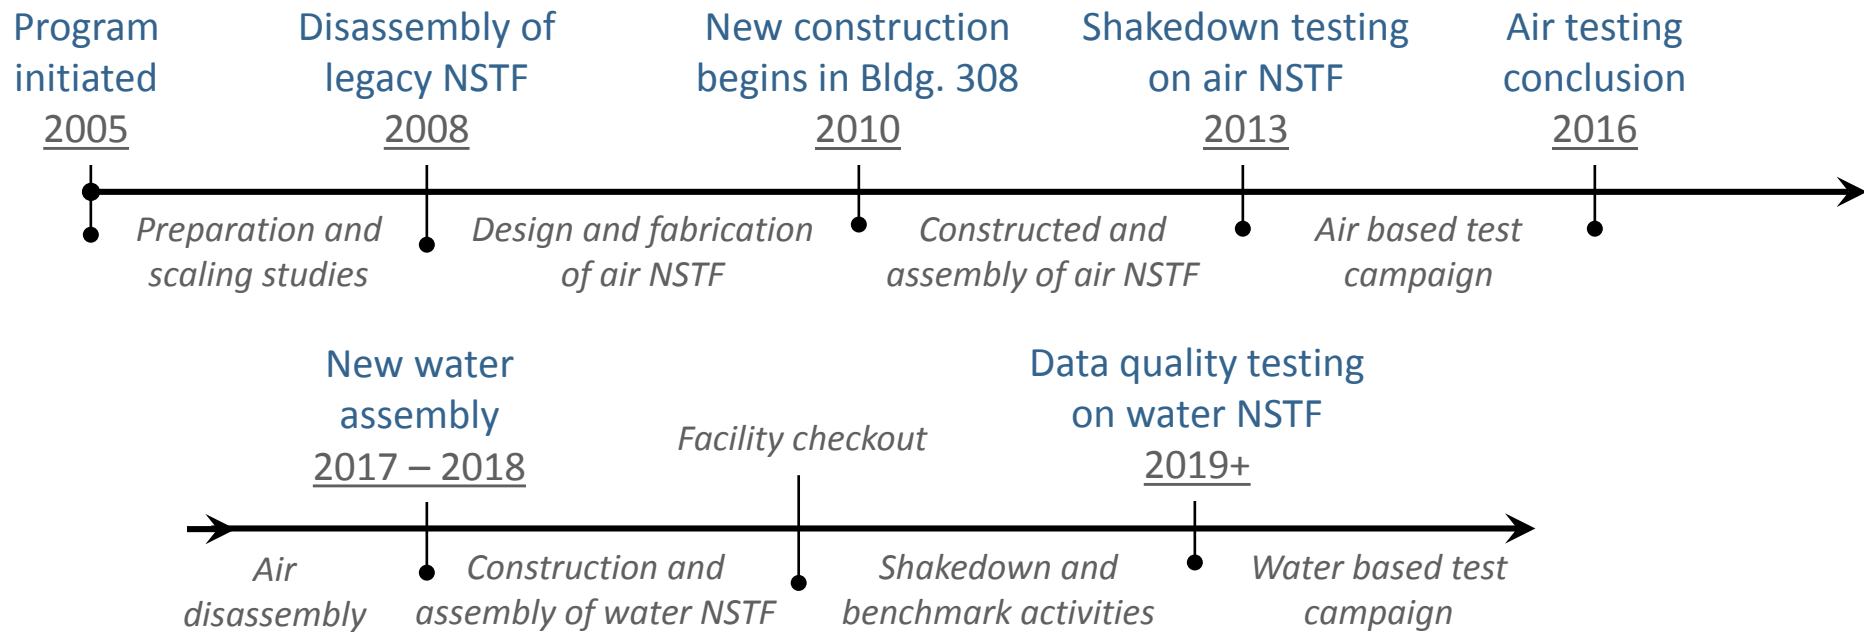 Program
initiated
2005
Disassembly of
legacy NSTF
2008
New construction
begins in Bldg. 308
2010
Shakedown testing
on air NSTF
2013
Air testing
conclusion
2016
Preparation and
scaling studies
Design and fabrication
of air NSTF
Constructed and
assembly of air NSTF
Air based test
campaign
New water
assembly
2017 – 2018
Facility checkout
Data quality testing
on water NSTF
2019+
Air
disassembly
Construction and
assembly of water NSTF
Shakedown and
benchmark activities
Water based test
campaign